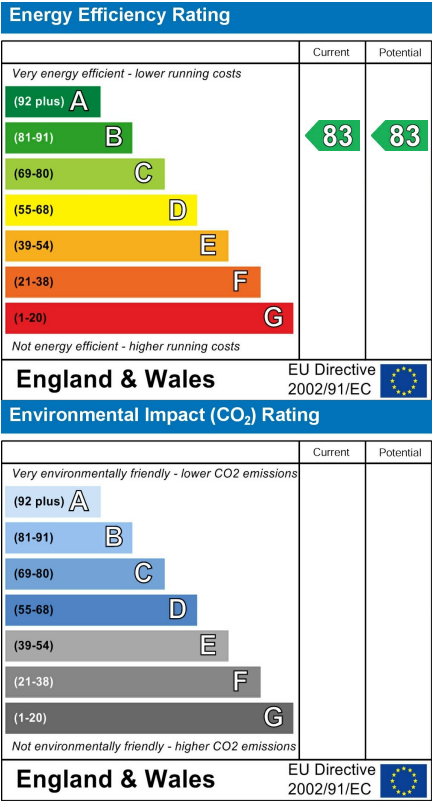 Energy Efficiency Rating
Current Potential
Very energy efficient - lower running costs
(92 plus) A
(81-91) B 83 83
(69-80) C
(55-68) D
(39-54) E
(21-38) F
(1-20) G
Not energy efficient - higher running costs
England & Wales
EU Directive
2002/91/EC
Environmental Impact (CO₂) Rating
Current Potential
Very environmentally friendly - lower CO2 emissions
(92 plus) A
(81-91) B
(69-80) C
(55-68) D
(39-54) E
(21-38) F
(1-20) G
Not environmentally friendly - higher CO2 emissions
England & Wales
EU Directive
2002/91/EC